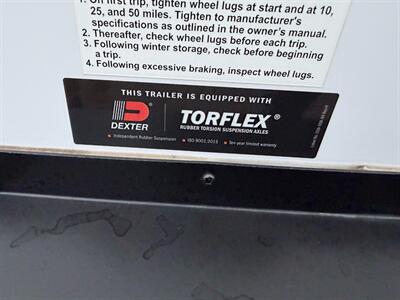 1. On first trip, tighten wheel lugs at start and at 10,
25, and 50 miles. Tighten to manufacturer's
specifications as outlined in the owner's manual.
2. Thereafter, check wheel lugs before each trip.
3. Following winter storage, check before beginning
a trip.
4. Following excessive braking, inspect wheel lugs.
THIS TRAILER IS EQUIPPED WITH
DEXTER
TORFLEX®
RUBBER TORSION SUSPENSION AXLES
Independent Rubber Suspension ISO 9001:2015 Ten-year limited warranty